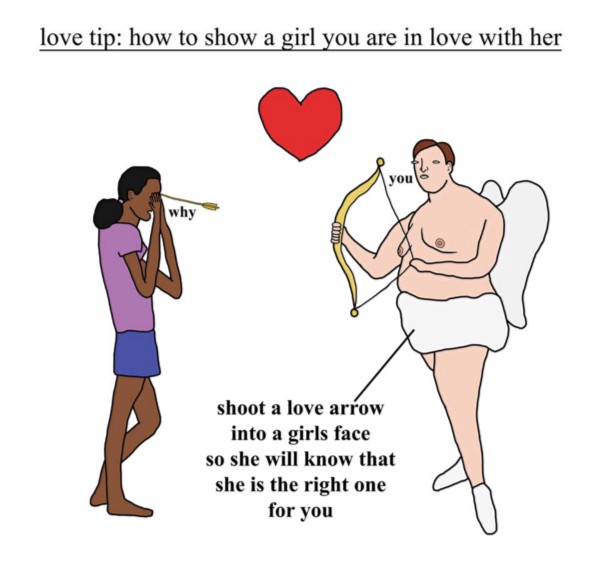 love tip: how to show a girl you are in love with her
you
why
shoot a love arrow
into a girls face
so she will know that
she is the right one
for you